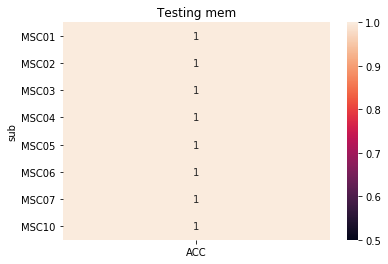 Testing mem
MSC01 1
MSC02 1
MSC03 1
MSC04 1
MSC05 1
MSC06 1
MSC07 1
MSC10 1
sub
ACC
1.0
0.9
0.8
0.7
0.6
0.5